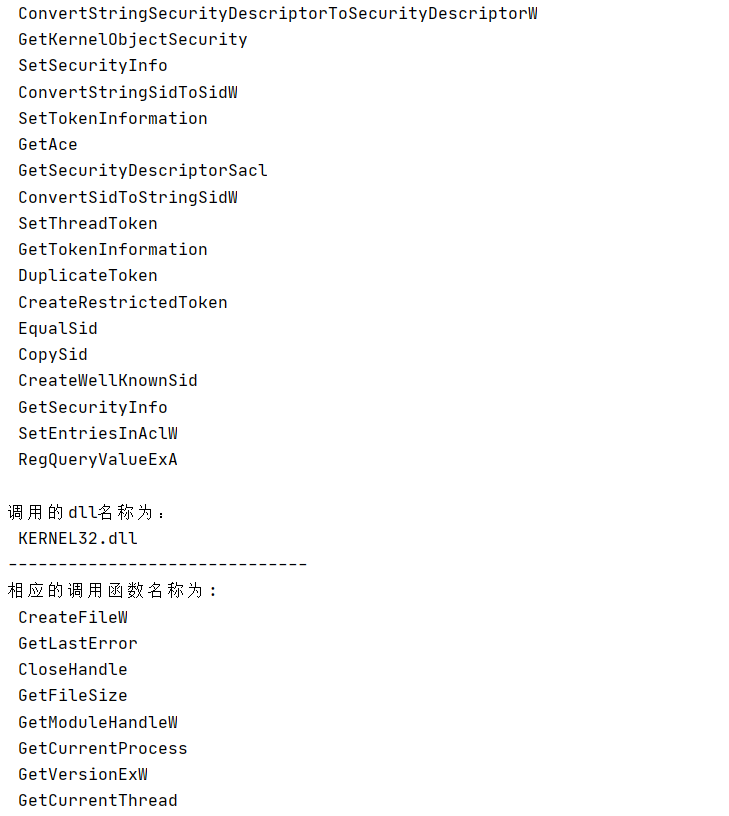 ConvertStringSecurityDescriptorToSecurityDescriptorW
GetKernelObjectSecurity
SetSecurityInfo
ConvertStringSidToSidW
SetTokenInformation
GetAce
GetSecurityDescriptorSacl
ConvertSidToStringSidW
SetThreadToken
GetTokenInformation
DuplicateToken
CreateRestrictedToken
EqualSid
CopySid
CreateWellKnownSid
GetSecurityInfo
SetEntriesInAclW
RegQueryValueExA
调用的dll名称为：
KERNEL32.dll
------------------------------
相应的调用函数名称为：
CreateFileW
GetLastError
CloseHandle
GetFileSize
GetModuleHandleW
GetCurrentProcess
GetVersionExW
GetCurrentThread